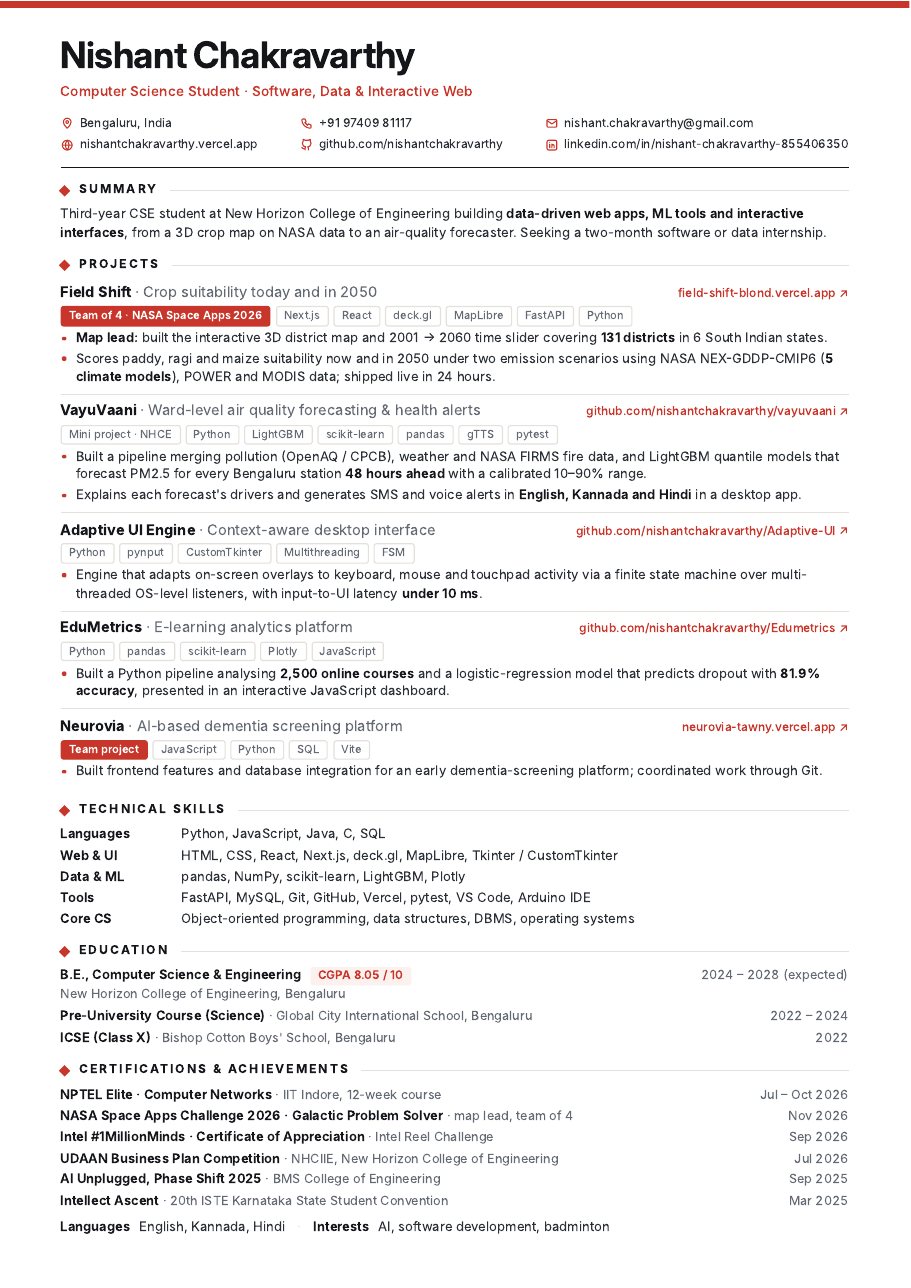 Nishant Chakravarthy
Computer Science Student · Software, Data & Interactive Web
Bengaluru, India +91 97409 81117 nishant.chakravarthy@gmail.com
nishantchakravarthy.vercel.app github.com/nishantchakravarthy linkedin.com/in/nishant-chakravarthy-855406350
SUMMARY
Third-year CSE student at New Horizon College of Engineering building data-driven web apps, ML tools and interactive
interfaces, from a 3D crop map on NASA data to an air-quality forecaster. Seeking a two-month software or data internship.
PROJECTS
Field Shift · Crop suitability today and in 2050 field-shift-blond.vercel.app ↗
Team of 4 · NASA Space Apps 2026 Next.js React deck.gl MapLibre FastAPI Python
Map lead: built the interactive 3D district map and 2001 → 2060 time slider covering 131 districts in 6 South Indian states.
Scores paddy, ragi and maize suitability now and in 2050 under two emission scenarios using NASA NEX-GDDP-CMIP6 (5
climate models), POWER and MODIS data; shipped live in 24 hours.
VayuVaani · Ward-level air quality forecasting & health alerts github.com/nishantchakravarthy/vayuvaani ↗
Mini project · NHCE Python LightGBM scikit-learn pandas gTTS pytest
Built a pipeline merging pollution (OpenAQ / CPCB), weather and NASA FIRMS fire data, and LightGBM quantile models that
forecast PM2.5 for every Bengaluru station 48 hours ahead with a calibrated 10–90% range.
Explains each forecast's drivers and generates SMS and voice alerts in English, Kannada and Hindi in a desktop app.
Adaptive UI Engine · Context-aware desktop interface github.com/nishantchakravarthy/Adaptive-UI ↗
Python pynput CustomTkinter Multithreading FSM
Engine that adapts on-screen overlays to keyboard, mouse and touchpad activity via a finite state machine over multi-
threaded OS-level listeners, with input-to-UI latency under 10 ms.
EduMetrics · E-learning analytics platform github.com/nishantchakravarthy/Edumetrics ↗
Python pandas scikit-learn Plotly JavaScript
Built a Python pipeline analysing 2,500 online courses and a logistic-regression model that predicts dropout with 81.9%
accuracy, presented in an interactive JavaScript dashboard.
Neurovia · AI-based dementia screening platform neurovia-tawny.vercel.app ↗
Team project JavaScript Python SQL Vite
Built frontend features and database integration for an early dementia-screening platform; coordinated work through Git.
TECHNICAL SKILLS
Languages Python, JavaScript, Java, C, SQL
Web & UI HTML, CSS, React, Next.js, deck.gl, MapLibre, Tkinter / CustomTkinter
Data & ML pandas, NumPy, scikit-learn, LightGBM, Plotly
Tools FastAPI, MySQL, Git, GitHub, Vercel, pytest, VS Code, Arduino IDE
Core CS Object-oriented programming, data structures, DBMS, operating systems
EDUCATION
B.E., Computer Science & Engineering CGPA 8.05 / 10 2024 – 2028 (expected)
New Horizon College of Engineering, Bengaluru
Pre-University Course (Science) · Global City International School, Bengaluru 2022 – 2024
ICSE (Class X) · Bishop Cotton Boys' School, Bengaluru 2022
CERTIFICATIONS & ACHIEVEMENTS
NPTEL Elite · Computer Networks · IIT Indore, 12-week course Jul – Oct 2026
NASA Space Apps Challenge 2026 · Galactic Problem Solver · map lead, team of 4 Nov 2026
Intel #1MillionMinds · Certificate of Appreciation · Intel Reel Challenge Sep 2026
UDAAN Business Plan Competition · NHCIIE, New Horizon College of Engineering Jul 2026
AI Unplugged, Phase Shift 2025 · BMS College of Engineering Sep 2025
Intellect Ascent · 20th ISTE Karnataka State Student Convention Mar 2025
Languages English, Kannada, Hindi · Interests AI, software development, badminton